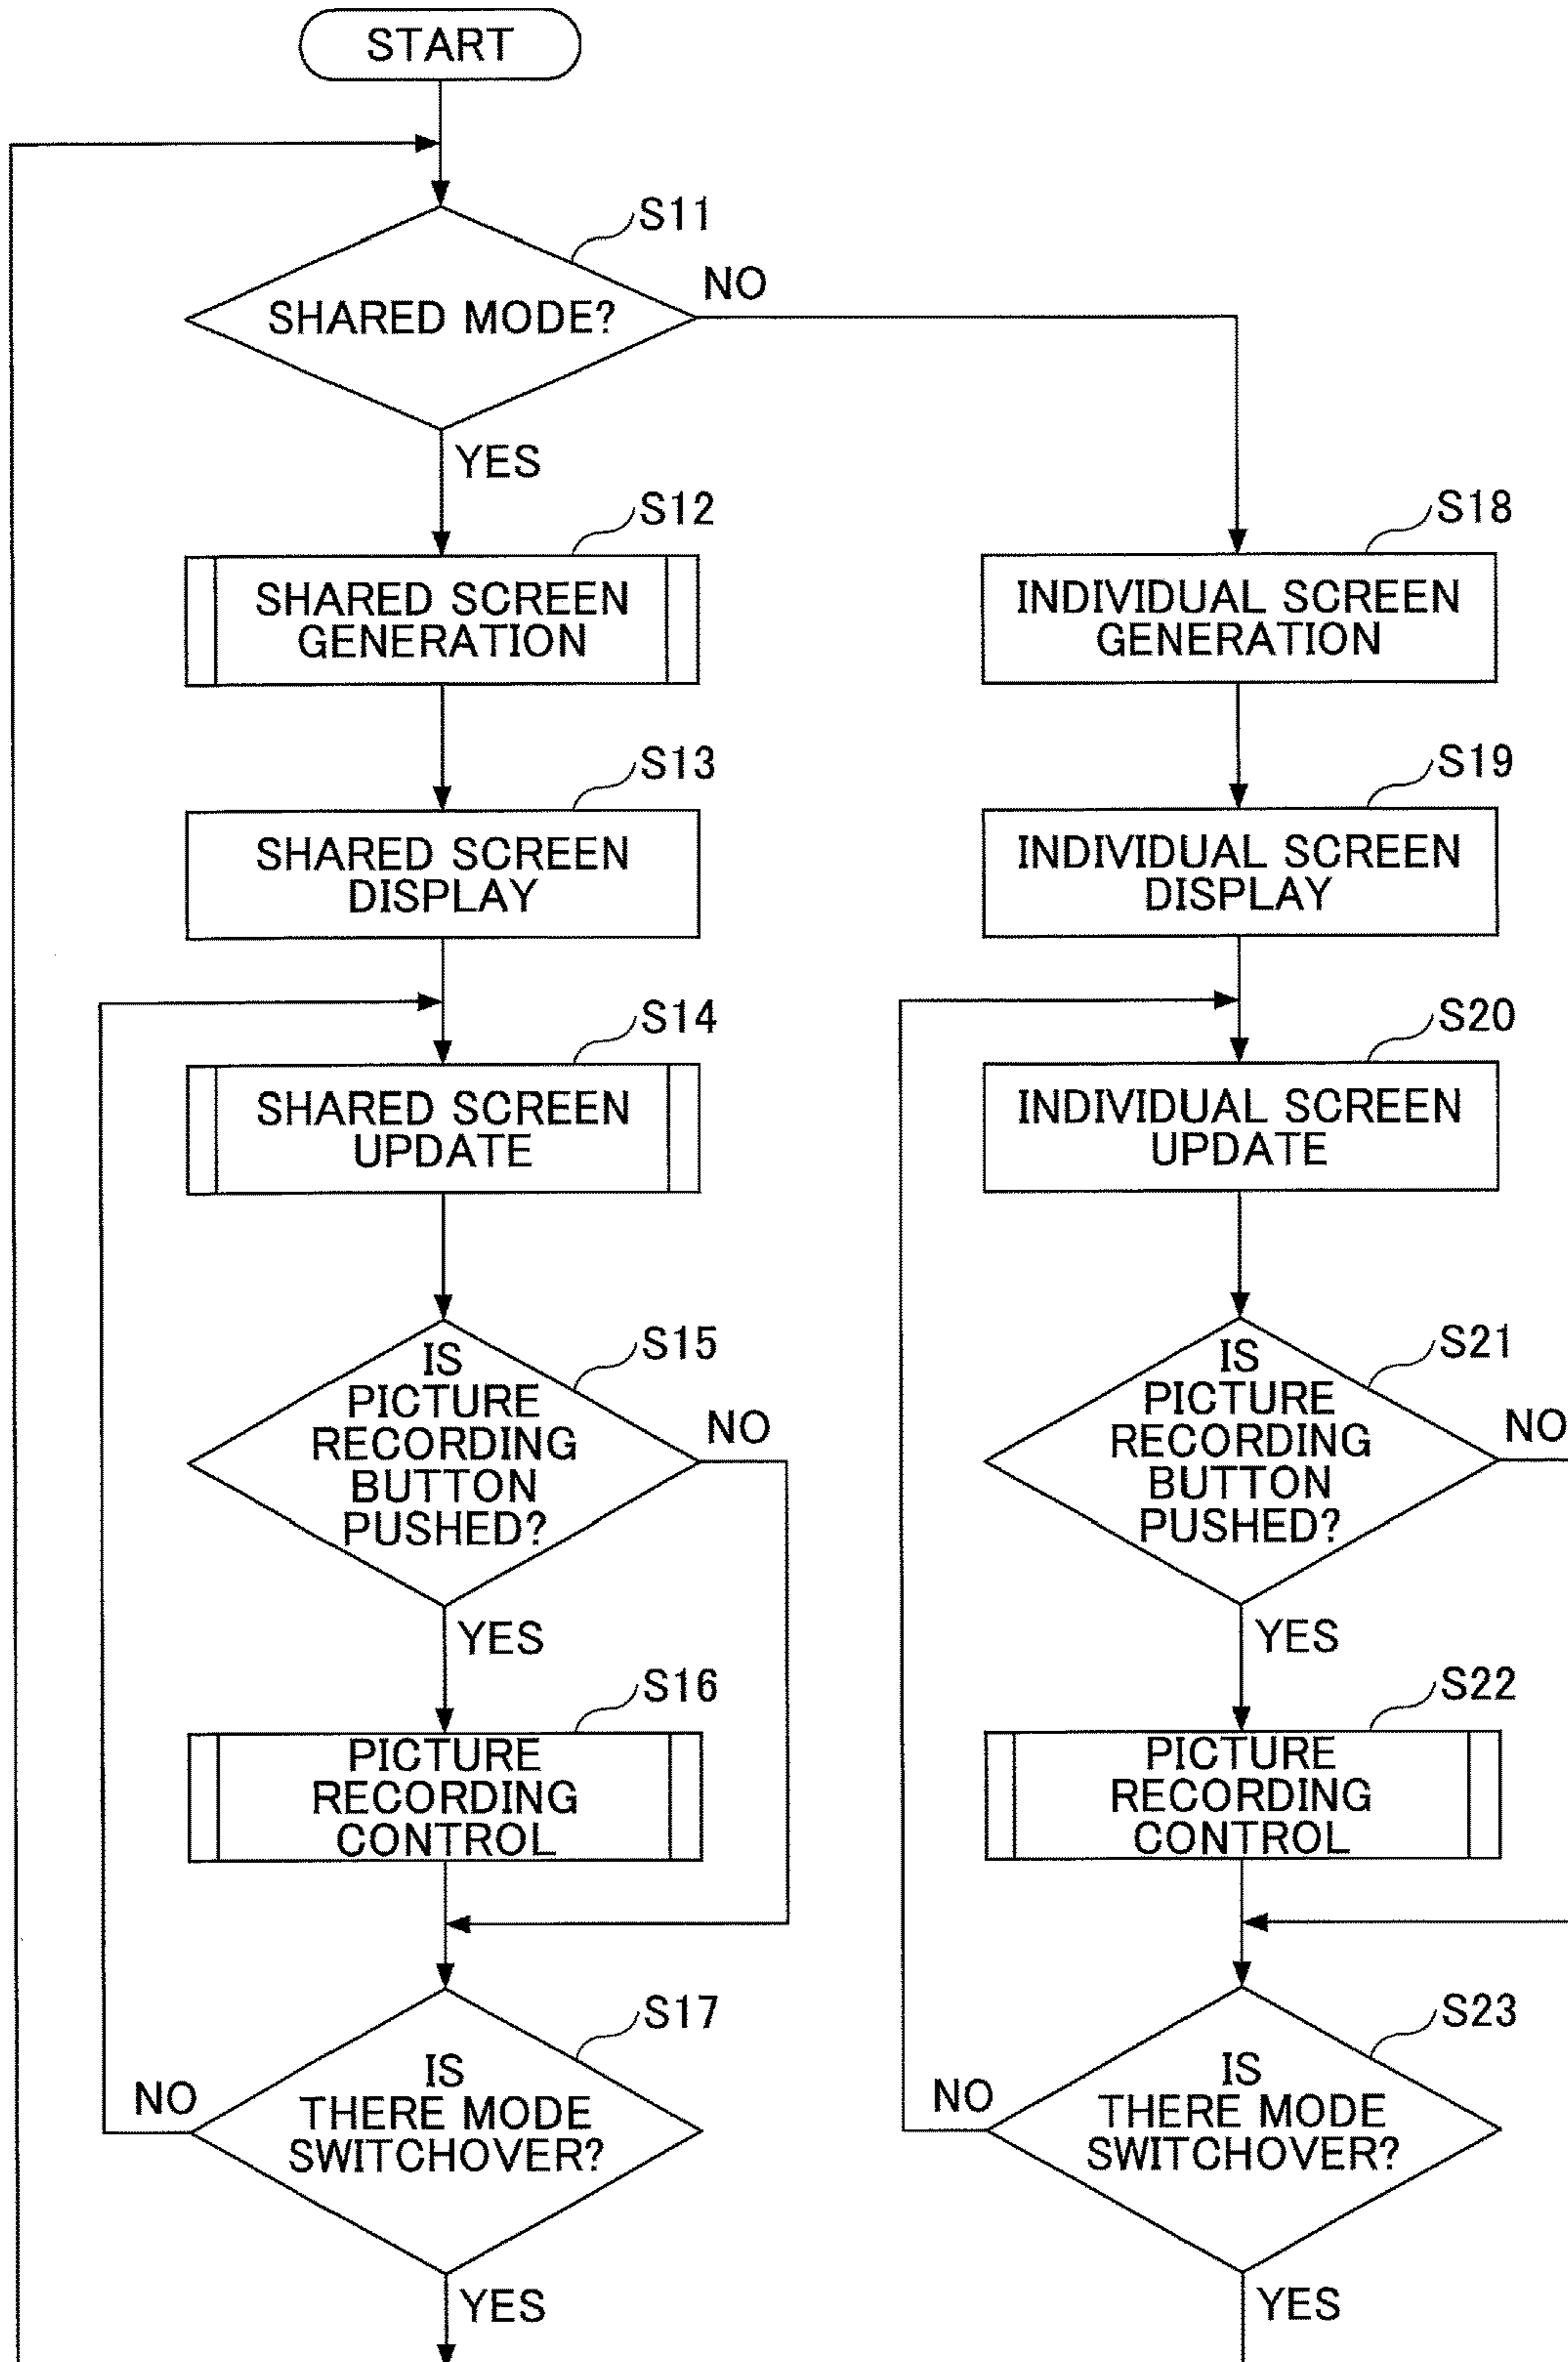 START
S11
SHARED MODE?
NO
YES
S12
SHARED SCREEN
GENERATION
S13
SHARED SCREEN
DISPLAY
S14
SHARED SCREEN
UPDATE
S15
IS
PICTURE
RECORDING
BUTTON
PUSHED?
NO
YES
S16
PICTURE
RECORDING
CONTROL
S17
IS
THERE MODE
SWITCHOVER?
NO
YES
S18
INDIVIDUAL SCREEN
GENERATION
S19
INDIVIDUAL SCREEN
DISPLAY
S20
INDIVIDUAL SCREEN
UPDATE
S21
IS
PICTURE
RECORDING
BUTTON
PUSHED?
NO
YES
S22
PICTURE
RECORDING
CONTROL
S23
IS
THERE MODE
SWITCHOVER?
NO
YES